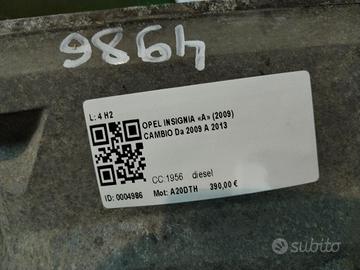 4986
L: 4 H2
OPEL INSIGNIA «A» (2009)
CAMBIO Da 2009 A 2013
CC:1956 diesel
ID: 0004986 Mot: A20DTH 390,00 €
subito